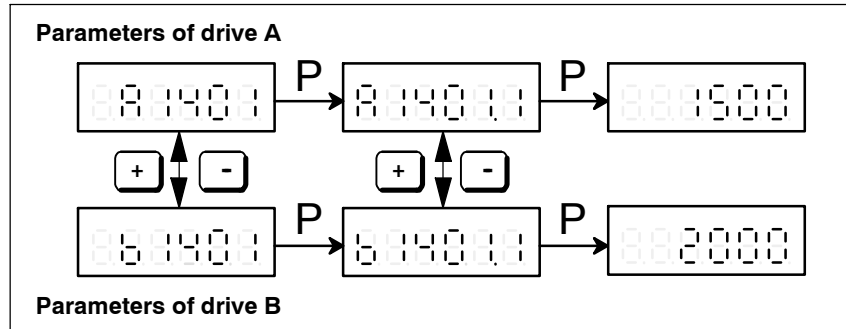 Parameters of drive A
P P
A 1401 A 1401.1 1500
+ - + -
P P
b 1401 b 1401.1 2000
Parameters of drive B